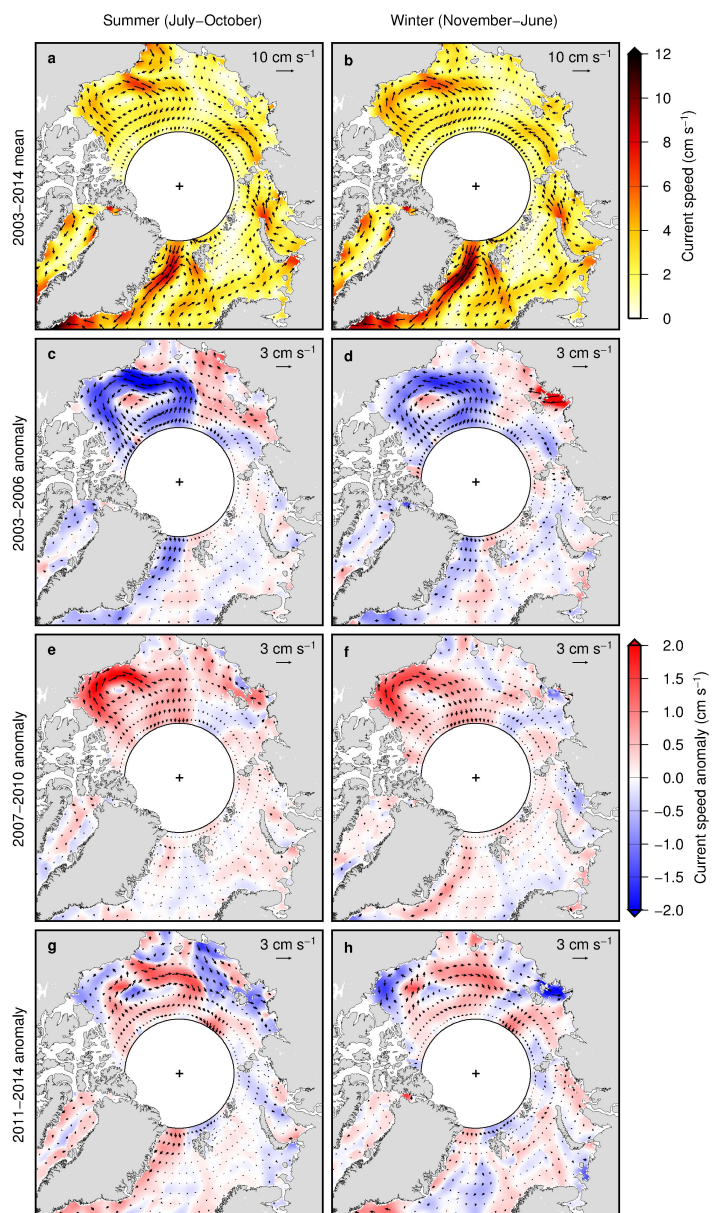 Summer (July–October)
Winter (November–June)
2003–2014 mean
a
10 cm s⁻¹
b
10 cm s⁻¹
12
10
8
6
4
2
0
Current speed (cm s⁻¹)
2003–2006 anomaly
c
3 cm s⁻¹
d
3 cm s⁻¹
2007–2010 anomaly
e
3 cm s⁻¹
f
3 cm s⁻¹
2.0
1.5
1.0
0.5
0.0
−0.5
−1.0
−1.5
−2.0
Current speed anomaly (cm s⁻¹)
2011–2014 anomaly
g
3 cm s⁻¹
h
3 cm s⁻¹